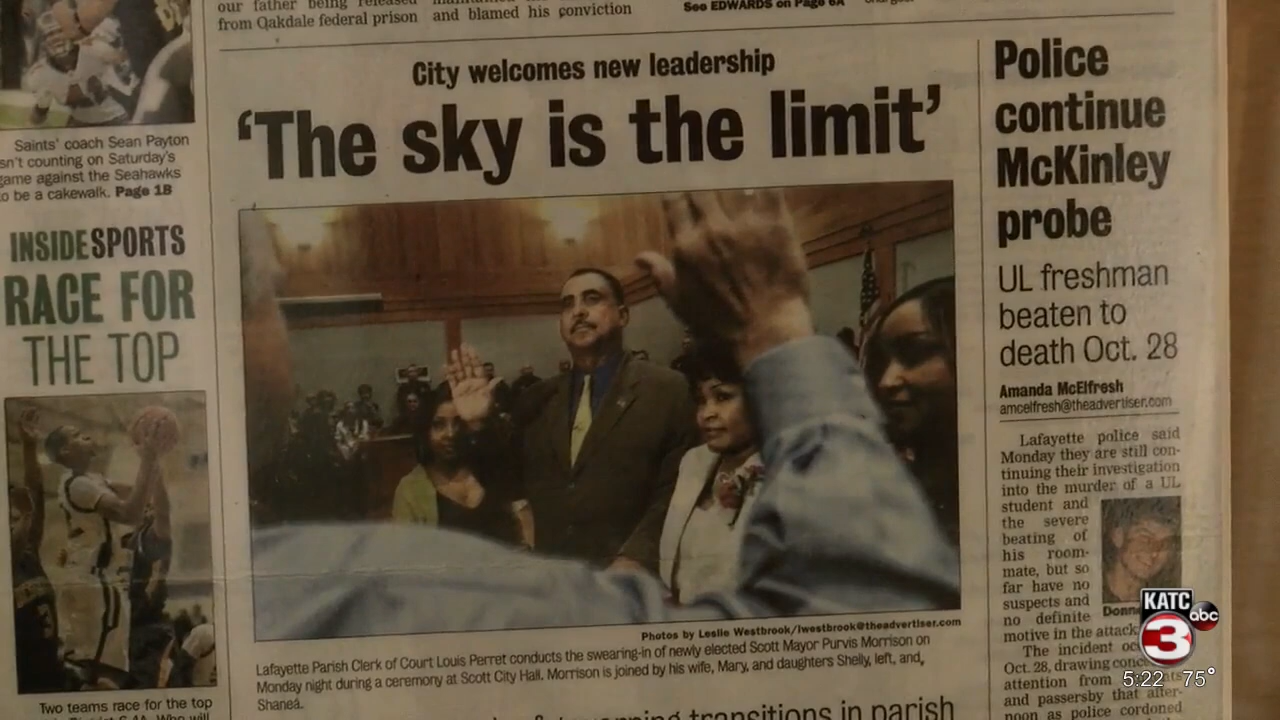 our father being released
from Oakdale federal prison
and blamed his conviction
See EDWARDS on Page 6A
Saints' coach Sean Payton
sn't counting on Saturday's
game against the Seahawks
o be a cakewalk. Page 1B
INSIDE SPORTS
RACE FOR
THE TOP
Two teams race for the top
City welcomes new leadership
'The sky is the limit'
Photos by Leslie Westbrook/lwestbrook@theadvertiser.com
Lafayette Parish Clerk of Court Louis Perret conducts the swearing-in of newly elected Scott Mayor Purvis Morrison on
Monday night during a ceremony at Scott City Hall. Morrison is joined by his wife, Mary, and daughters Shelly, left, and,
Shaneá.
transitions in parish
Police
continue
McKinley
probe
UL freshman
beaten to
death Oct. 28
Amanda McElfresh
amcelfresh@theadvertiser.com
Lafayette police said
Monday they are still con-
tinuing their investigation
into the murder of a UL
student and
the severe
beating of
his room-
mate, but so
far have no
suspects and
no definite
motive in the attack
The incident oc
Oct. 28, drawing
attention from
and passersby that after-
noon as police cordoned
KATC
abc
3
5:22 75°